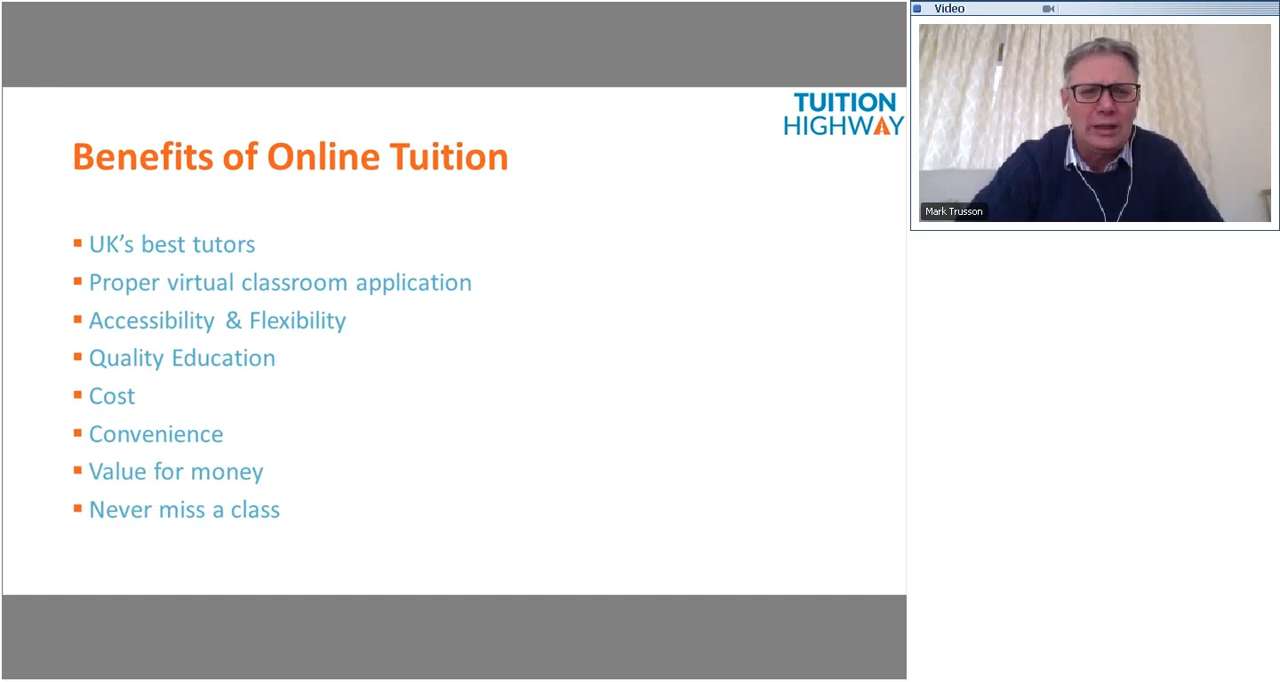 TUITION
HIGHWAY
Benefits of Online Tuition
UK’s best tutors
Proper virtual classroom application
Accessibility & Flexibility
Quality Education
Cost
Convenience
Value for money
Never miss a class
Video
Mark Trusson